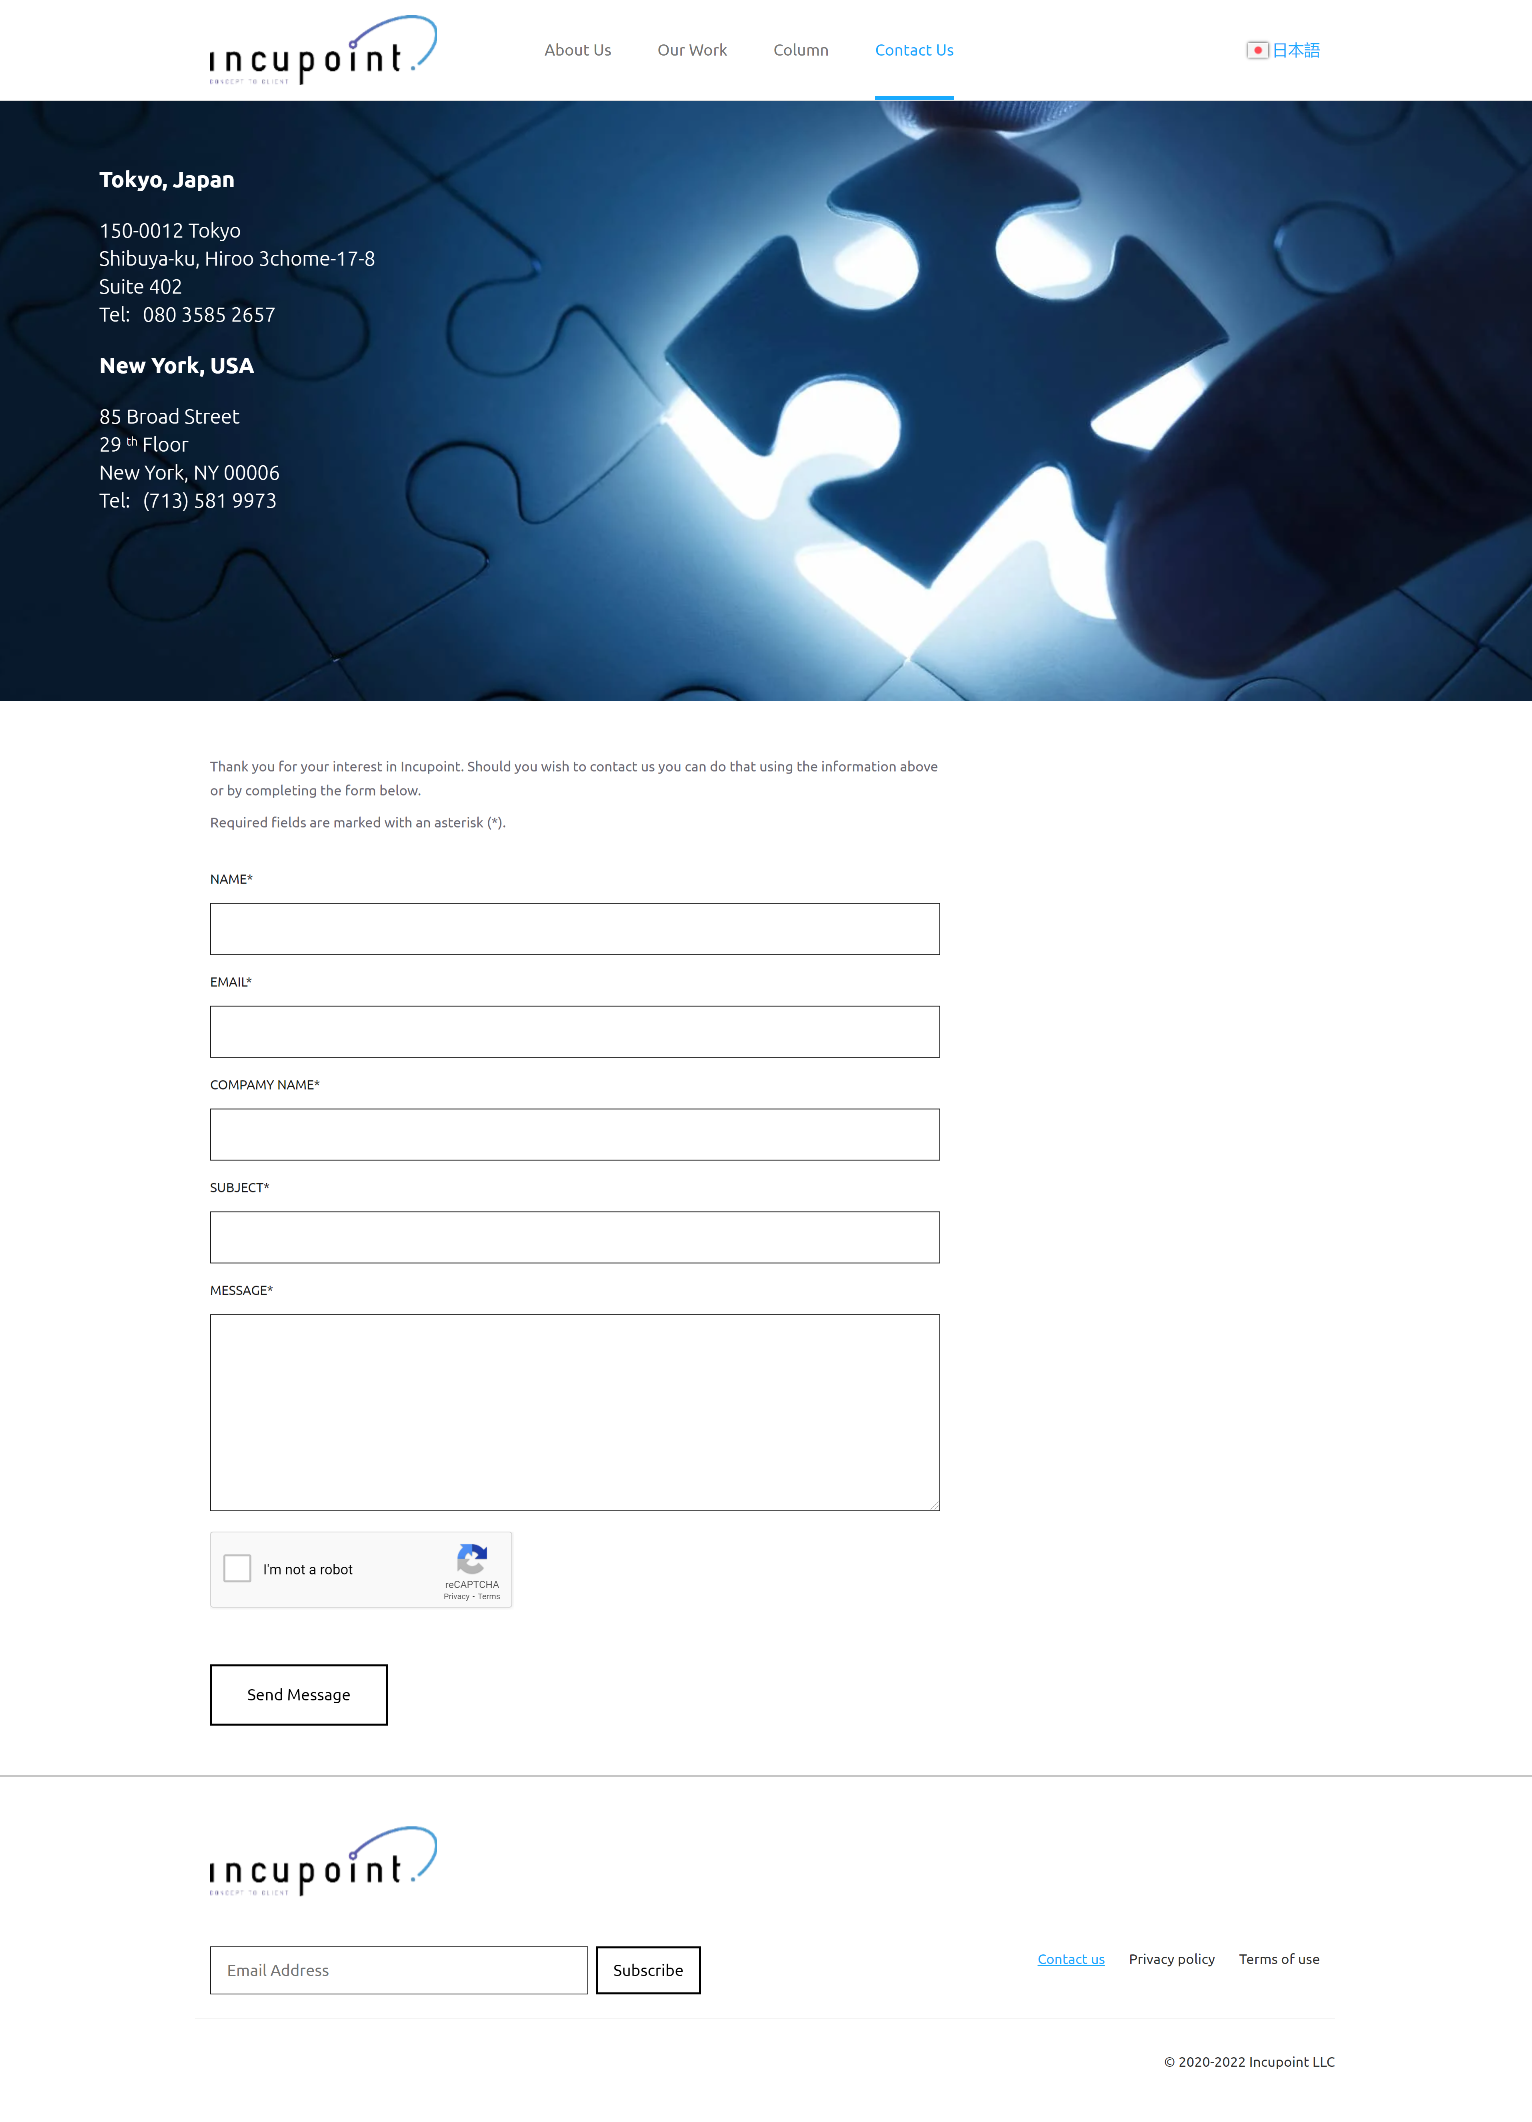 incupoint.
CONCEPT TO CLIENT
About Us
Our Work
Column
Contact Us
日本語
Tokyo, Japan
150-0012 Tokyo
Shibuya-ku, Hiroo 3chome-17-8
Suite 402
Tel: 080 3585 2657
New York, USA
85 Broad Street
29 th Floor
New York, NY 00006
Tel: (713) 581 9973
Thank you for your interest in Incupoint. Should you wish to contact us you can do that using the information above
or by completing the form below.
Required fields are marked with an asterisk (*).
NAME*
EMAIL*
COMPAMY NAME*
SUBJECT*
MESSAGE*
I'm not a robot
reCAPTCHA
Privacy - Terms
Send Message
incupoint.
CONCEPT TO CLIENT
Email Address
Subscribe
Contact us
Privacy policy
Terms of use
© 2020-2022 Incupoint LLC